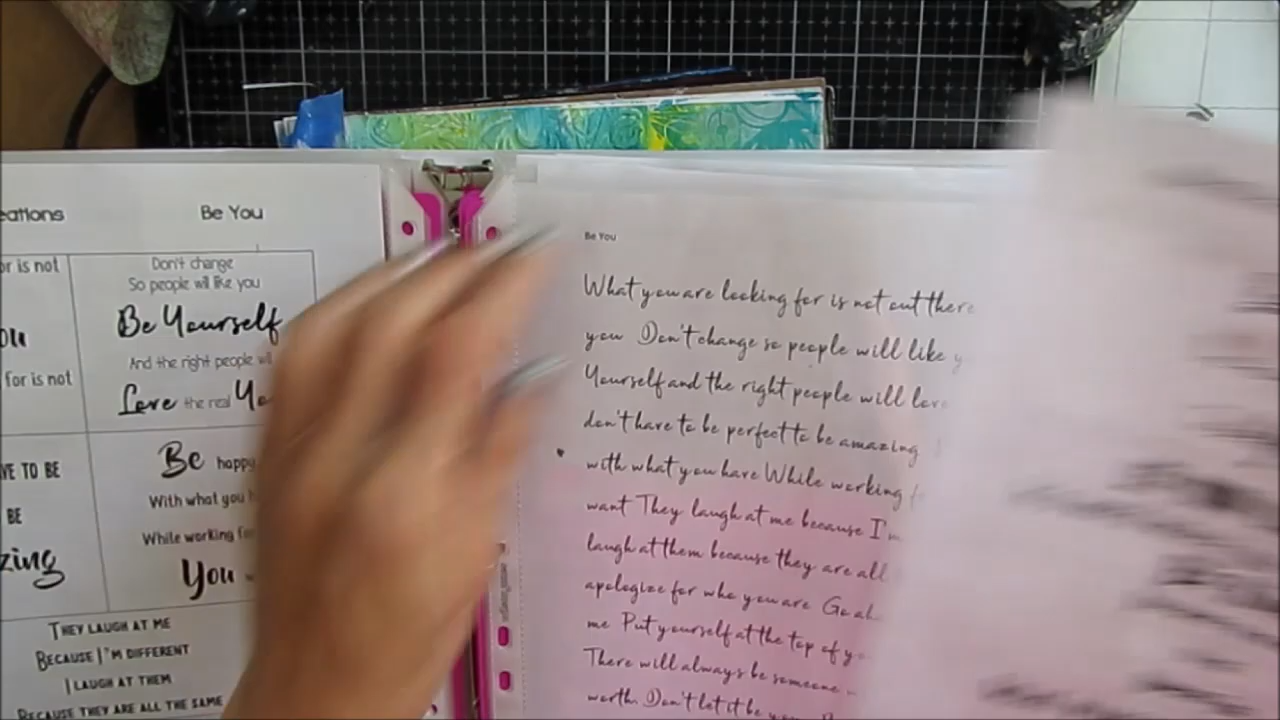 eations
Be You
or is not
ou
for is not
Don't change
So people will like you
Be Yourself
And the right people will
Love the real
VE TO BE
BE
zing
Be happy
With what you
While working
You
THEY LAUGH AT ME
BECAUSE I'M DIFFERENT
I LAUGH AT THEM
BECAUSE THEY ARE ALL THE SAME
Be You
What you are looking for is not out there
you Don't change so people will like y
Yourself and the right people will love
don't have to be perfect to be amazing
with what you have While working
want They laugh at me because I'm
laugh at them because they are all
apologize for who you are Go a
me Put yourself at the top of y
There will always be someone
worth. Don't let it be you